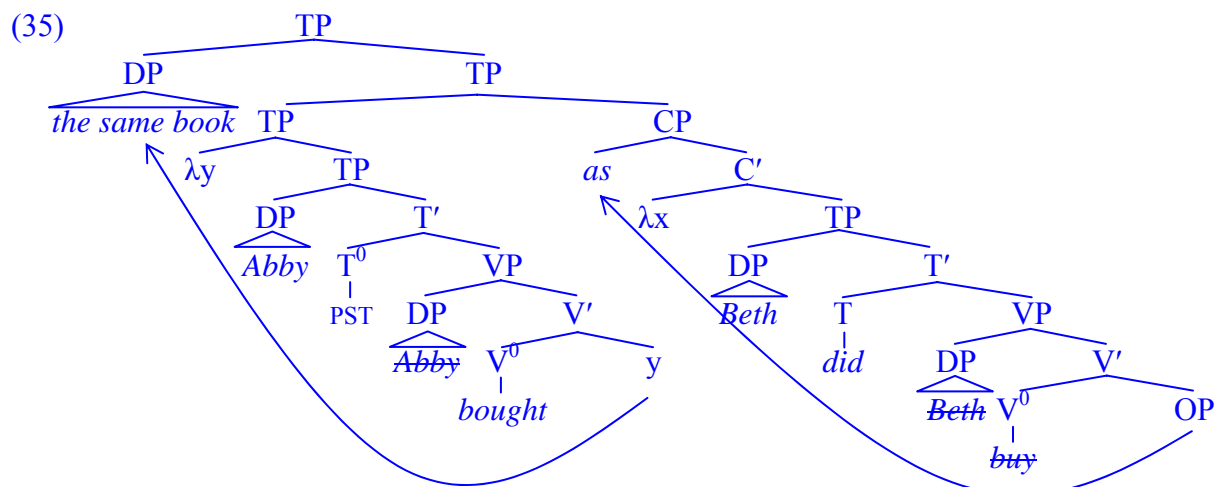 (35) TP
DP TP
the same book TP CP
λy TP as C′
DP T′ λx TP
Abby T⁰ VP DP T′
PST DP V′ Beth T VP
Abby V⁰ y did DP V′
bought Beth V⁰ OP
buy